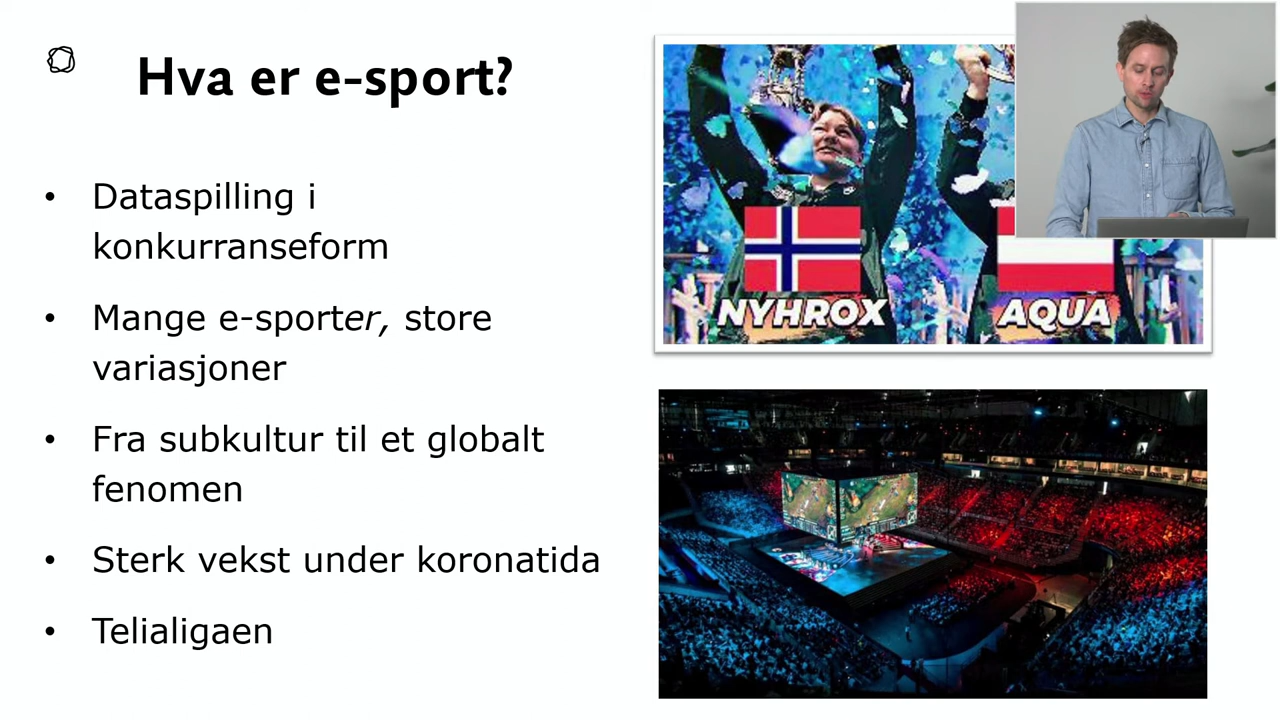 Hva er e-sport?
• Dataspilling i
konkurranseform
• Mange e-sporter, store
variasjoner
• Fra subkultur til et globalt
fenomen
• Sterk vekst under koronatida
• Telialigaen
NYHROX
AQUA